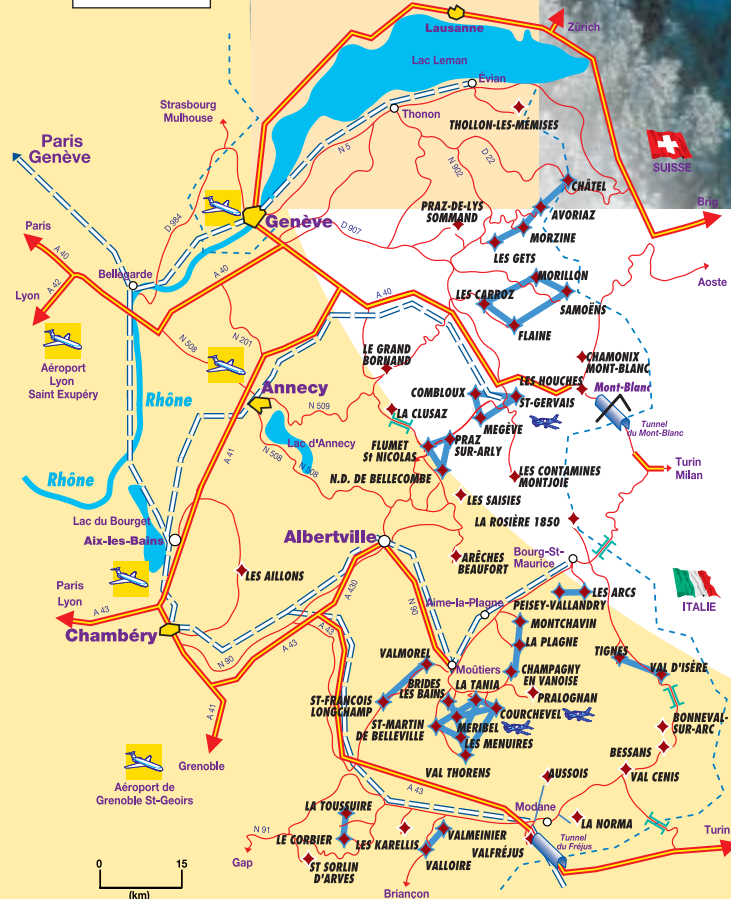 Lausanne
Zürich
Lac Leman
Évian
Strasbourg
Mulhouse
Thonon
THOLLON-LES-MÉMISES
Paris
Genève
N 5
N 902
D 22
SUISSE
CHÂTEL
PRAZ-DE-LYS
SOMMAND
AVORIAZ
Brig
Paris
D 984
Genève
D 907
MORZINE
LES GETS
A 40
Bellegarde
A 40
MORILLON
Aoste
Lyon
A 42
A 40
LES CARROZ
SAMOËNS
N 508
N 201
FLAINE
Aéroport
Lyon
Saint Exupéry
LE GRAND
BORNAND
CHAMONIX
MONT-BLANC
Rhône
Annecy
COMBLOUX
LES HOUCHES
ST-GERVAIS
Mont-Blanc
N 509
LA CLUSAZ
MEGÈVE
Tunnel
du Mont-Blanc
Lac d'Annecy
FLUMET
St NICOLAS
PRAZ
SUR-ARLY
A 41
N 508
N 508
Turin
Milan
Rhône
N.D. DE BELLECOMBE
LES CONTAMINES
MONTJOIE
LES SAISIES
Lac du Bourget
LA ROSIÈRE 1850
Aix-les-Bains
Albertville
Bourg-St-
Maurice
ARÊCHES
BEAUFORT
LES AILLONS
Paris
Lyon
A 43
A 430
N 90
Aime-la-Plagne
LES ARCS
PEISEY-VALLANDRY
ITALIE
Chambéry
A 43
MONTCHAVIN
N 90
A 43
VALMOREL
LA PLAGNE
TIGNES
Moûtiers
VAL D'ISÈRE
BRIDES
LES BAINS
LA TANIA
CHAMPAGNY
EN VANOISE
A 41
ST-FRANÇOIS
LONGCHAMP
PRALOGNAN
COURCHEVEL
ST-MARTIN
DE BELLEVILLE
MERIBEL
BONNEVAL-
SUR-ARC
LES MENUIRES
Grenoble
BESSANS
VAL THORENS
VAL CENIS
Aéroport de
Grenoble St-Geoirs
AUSSOIS
A 43
LA TOUSSUIRE
Modane
LA NORMA
N 91
LE CORBIER
LES KARELLIS
VALMEINIER
VALFRÉJUS
Tunnel
du Fréjus
Turin
Gap
ST SORLIN
D'ARVES
VALLOIRE
0 15
(km)
Briançon